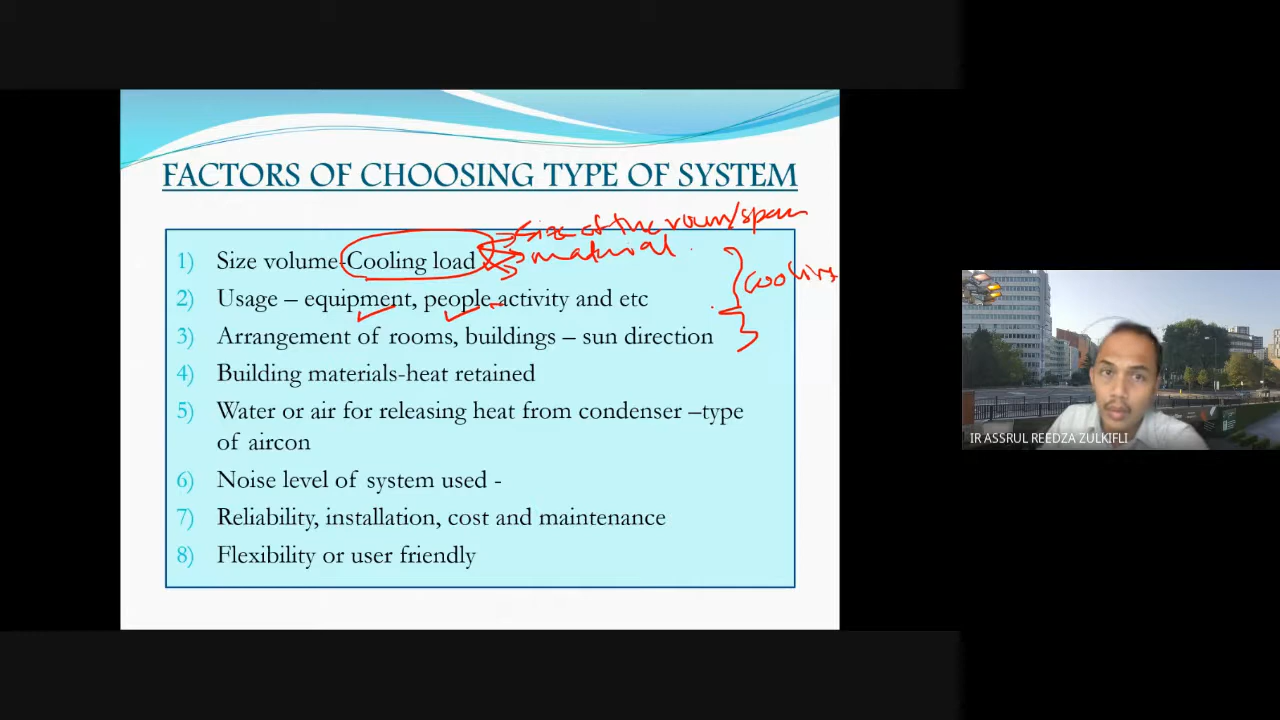 FACTORS OF CHOOSING TYPE OF SYSTEM
size of the room/space
material
1) Size volume-Cooling load
cooling
2) Usage – equipment, people activity and etc
3) Arrangement of rooms, buildings – sun direction
4) Building materials-heat retained
5) Water or air for releasing heat from condenser –type
of aircon
6) Noise level of system used -
7) Reliability, installation, cost and maintenance
8) Flexibility or user friendly
IR ASSRUL REEDZA ZULKIFLI